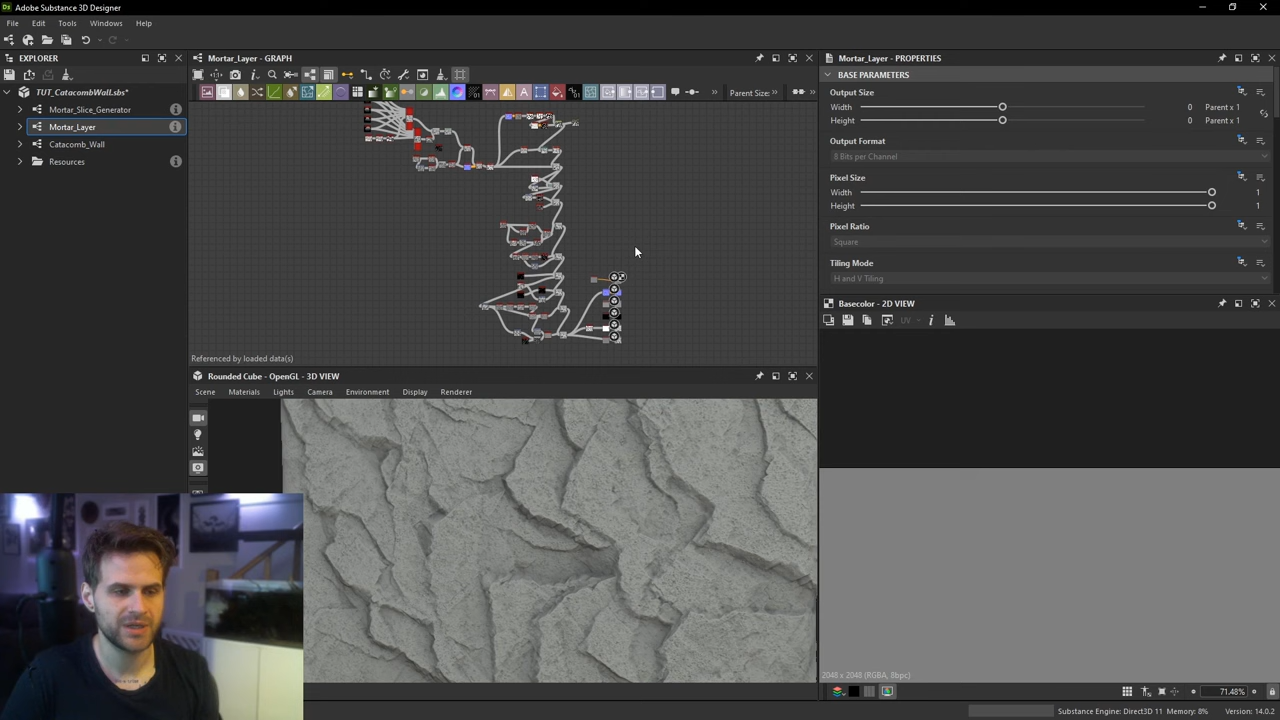 Adobe Substance 3D Designer
File Edit Tools Windows Help
EXPLORER
TUT_CatacombWall.sbs*
Mortar_Slice_Generator
Mortar_Layer
Catacomb_Wall
Resources
Mortar_Layer - GRAPH
Parent Size:
Referenced by loaded data(s)
Rounded Cube - OpenGL - 3D VIEW
Scene Materials Lights Camera Environment Display Renderer
Mortar_Layer - PROPERTIES
BASE PARAMETERS
Output Size
Width 0 Parent x 1
Height 0 Parent x 1
Output Format
8 Bits per Channel
Pixel Size
Width 1
Height 1
Pixel Ratio
Square
Tiling Mode
H and V Tiling
Basecolor - 2D VIEW
UV
2048 x 2048 (RGBA, 8bpc)
71.48%
Substance Engine: Direct3D 11 Memory: 8% Version: 14.0.2